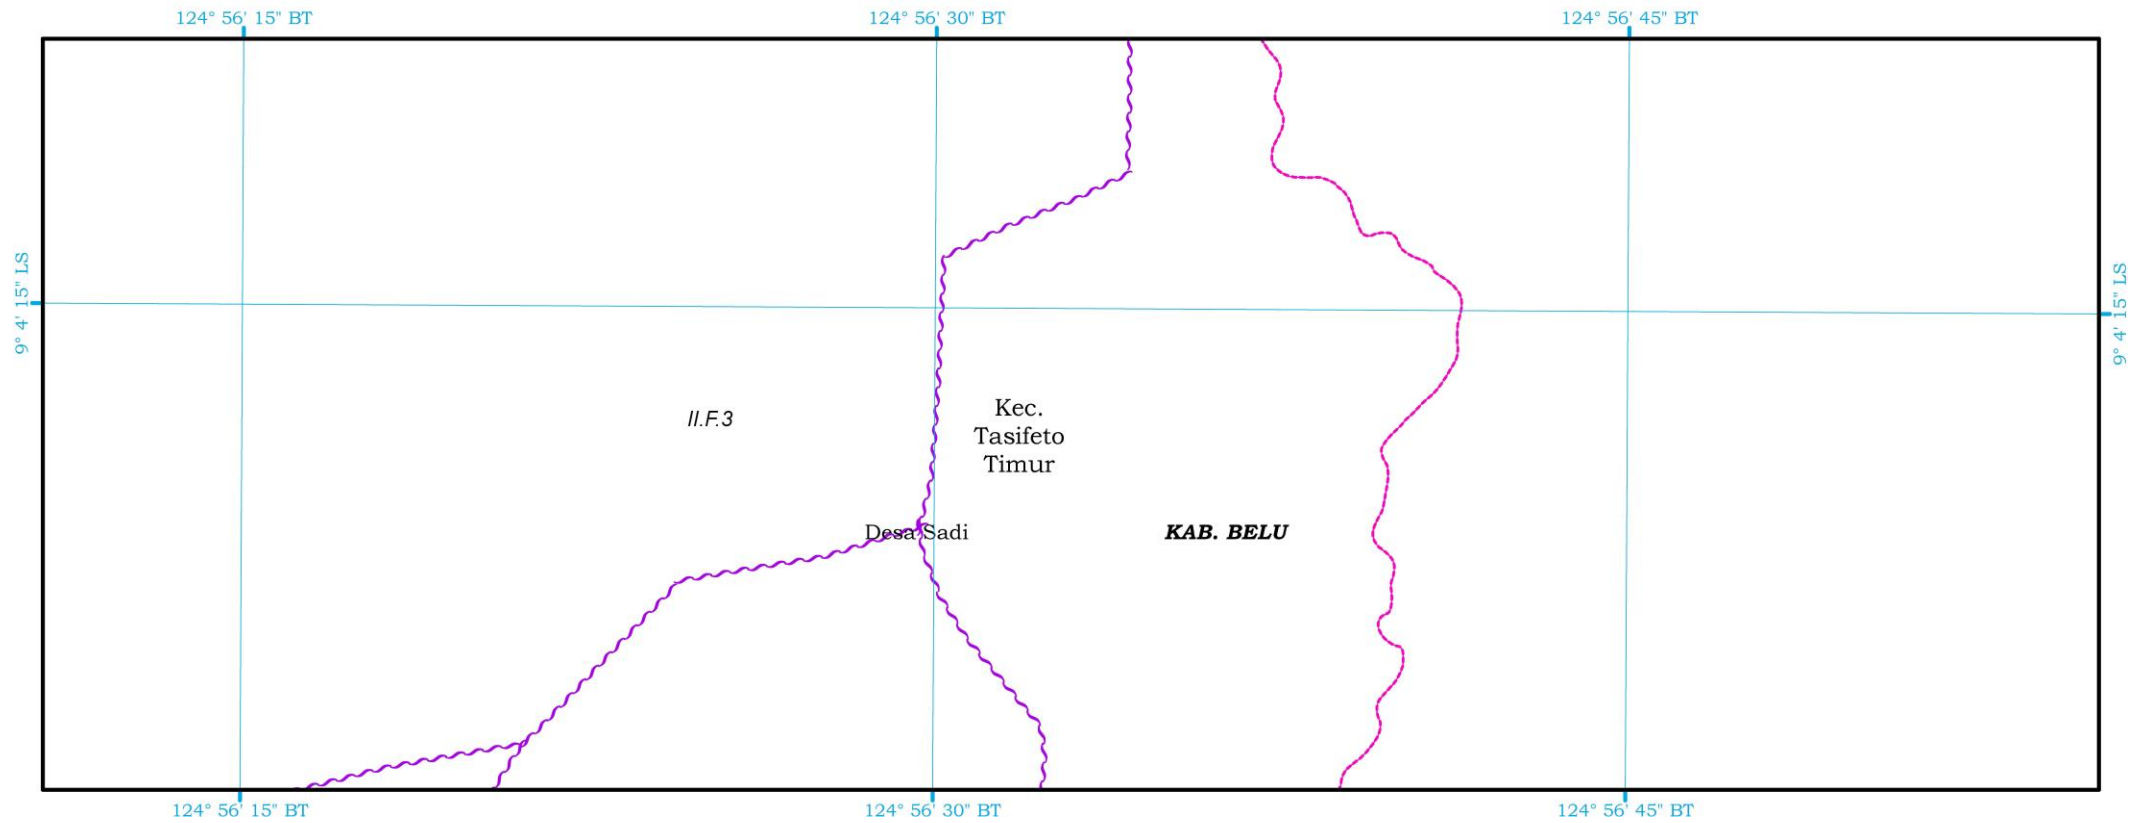 124° 56' 15" BT
124° 56' 30" BT
124° 56' 45" BT
9° 4' 15" LS
9° 4' 15" LS
II.F.3
Kec.
Tasifeto
Timur
Desa Sadi
KAB. BELU
124° 56' 15" BT
124° 56' 30" BT
124° 56' 45" BT